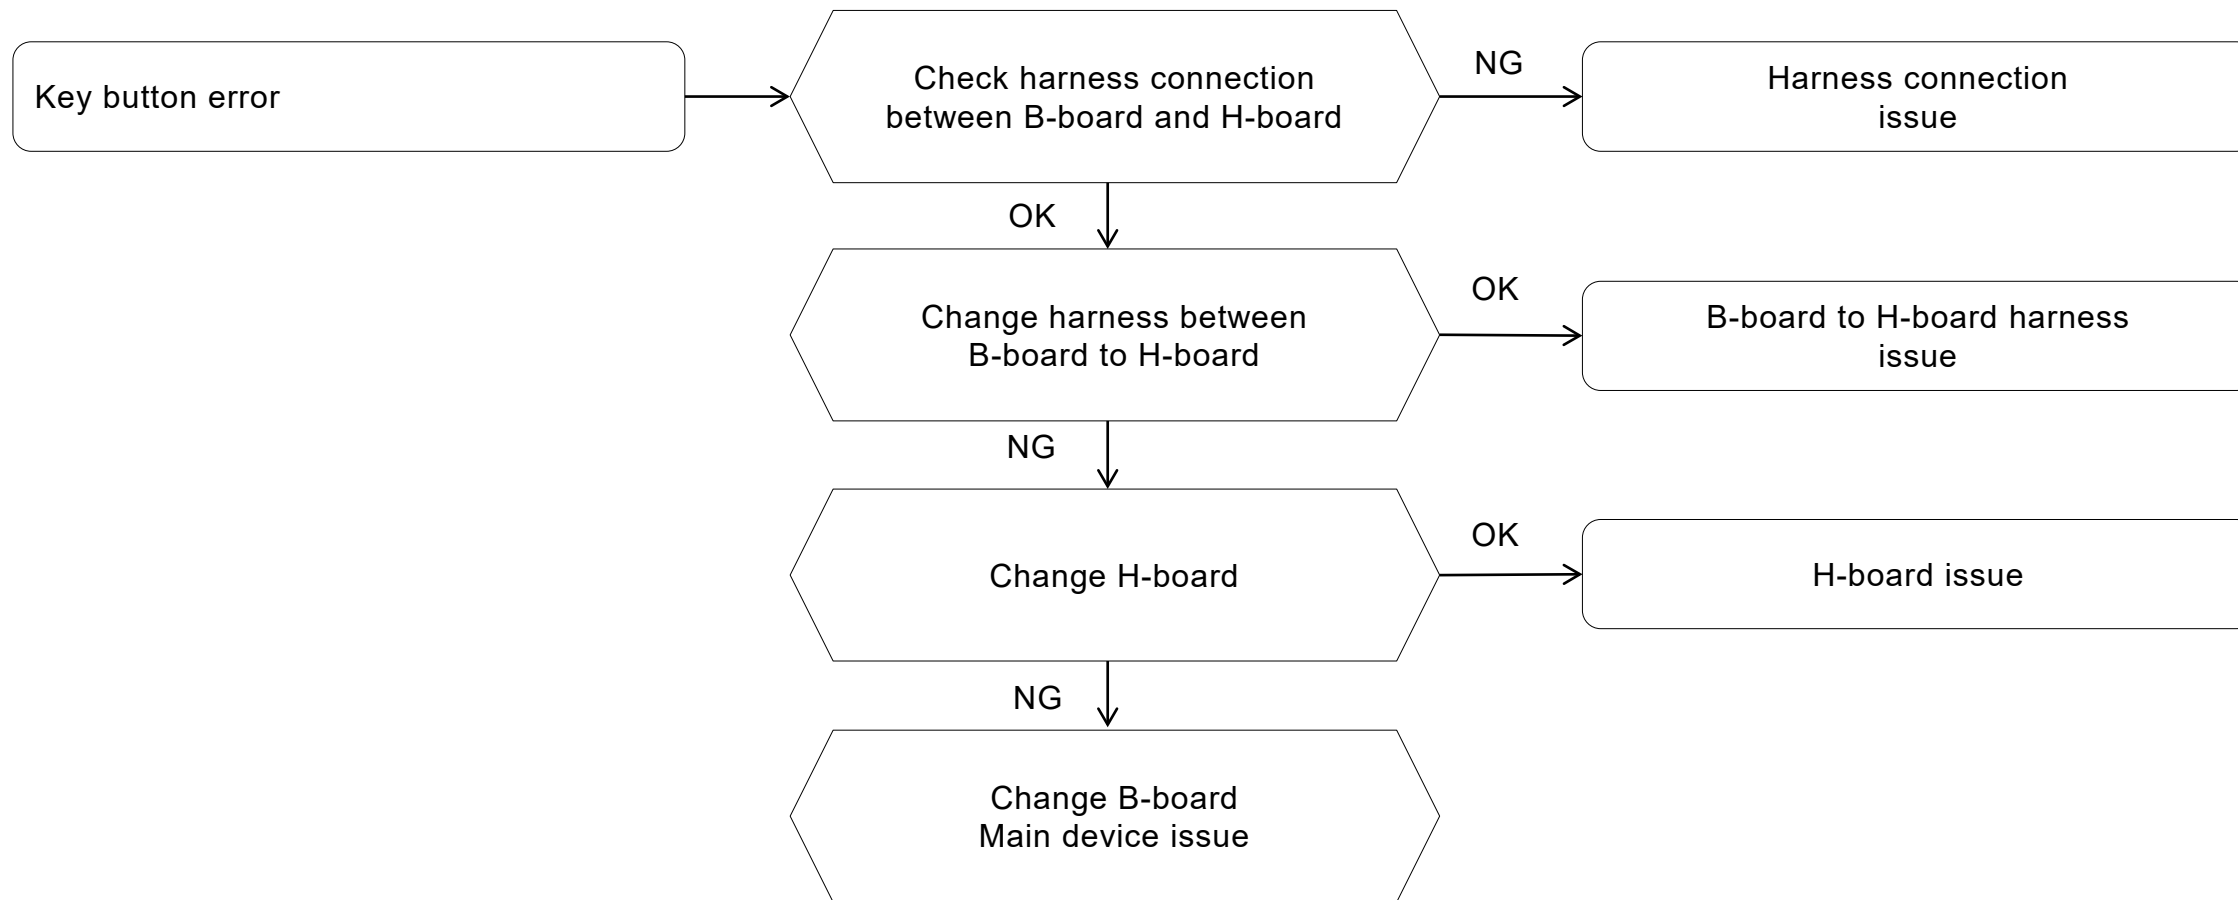 Key button error
Check harness connection
between B-board and H-board
NG
Harness connection
issue
OK
Change harness between
B-board to H-board
OK
B-board to H-board harness
issue
NG
Change H-board
OK
H-board issue
NG
Change B-board
Main device issue